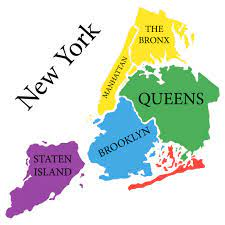 New York
THE
BRONX
MANHATTAN
QUEENS
BROOKLYN
STATEN
ISLAND